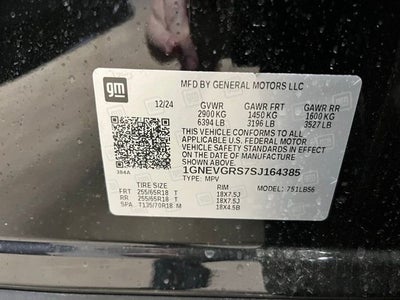 gm
MFD BY GENERAL MOTORS LLC
12/24 GVWR GAWR FRT GAWR RR
2900 KG 1450 KG 1600 KG
6394 LB 3196 LB 3527 LB
THIS VEHICLE CONFORMS TO ALL
APPLICABLE U.S. FEDERAL MOTOR
VEHICLE SAFETY STANDARDS IN
EFFECT ON THE DATE OF MANUFACTURE
SHOWN ABOVE.
384A 1GNEVGRS7SJ164385
TYPE: MPV
TIRE SIZE RIM MODEL: 751LB56
FRT 255/65R18 T 18X7.5J
RR 255/65R18 T 18X7.5J
SPA T135/70R18 M 18X4.5B